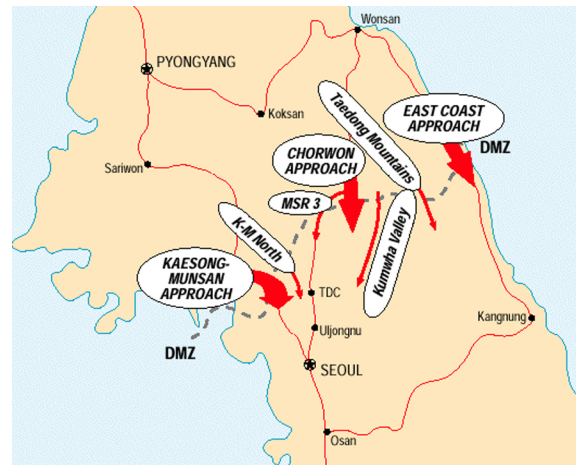 Wonsan
PYONGYANG
Koksan
Taedong Mountains
EAST COAST
APPROACH
DMZ
CHORWON
APPROACH
Sariwon
MSR 3
K-M North
Kumwha Valley
KAESONG-
MUNSAN
APPROACH
TDC
Kangnung
Uljongnu
DMZ
SEOUL
Osan